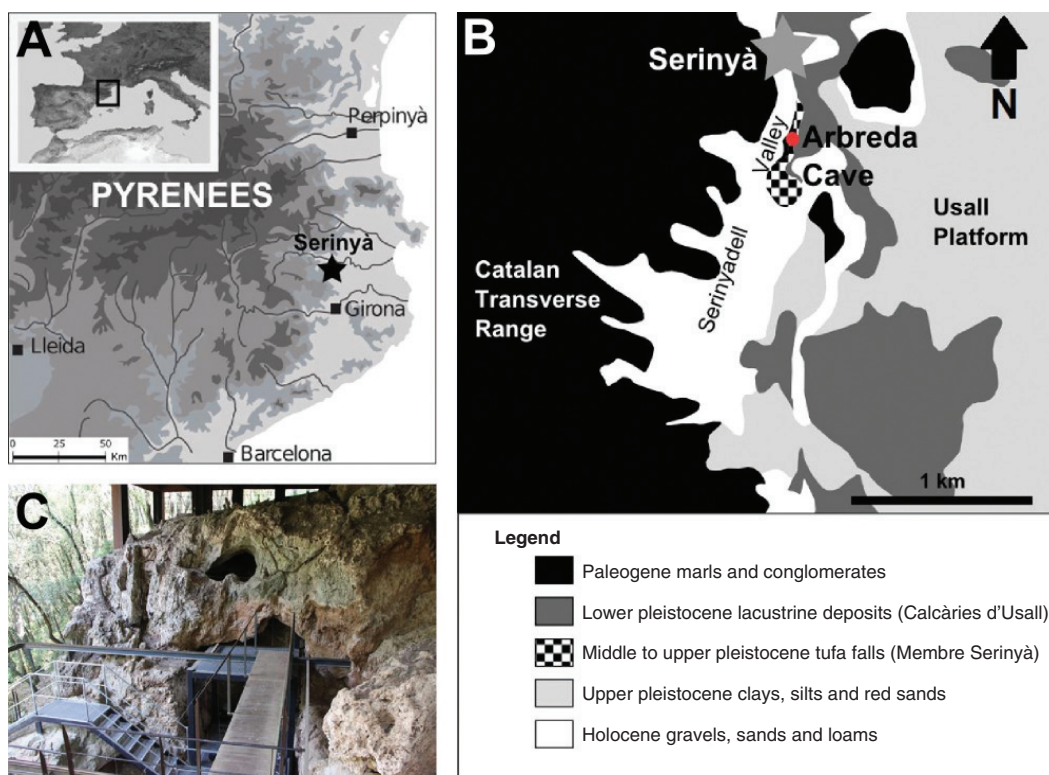 A
Perpinyà
PYRENEES
Serinyà
Girona
Lleida
Barcelona
0 25 50
Km
B
Serinyà
N
Valley
Arbreda
Cave
Usall
Platform
Serinyadell
Catalan
Transverse
Range
1 km
C
Legend
Paleogene marls and conglomerates
Lower pleistocene lacustrine deposits (Calcàries d'Usall)
Middle to upper pleistocene tufa falls (Membre Serinyà)
Upper pleistocene clays, silts and red sands
Holocene gravels, sands and loams